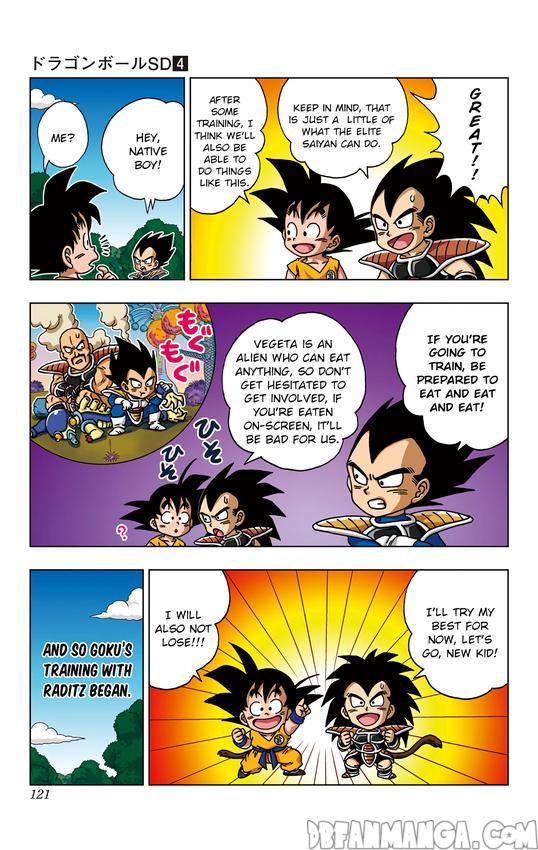 ドラゴンボールSD 4
GREAT!!
KEEP IN MIND, THAT
IS JUST A LITTLE OF
WHAT THE ELITE
SAIYAN CAN DO.
AFTER
SOME
TRAINING, I
THINK WE'LL
ALSO BE
ABLE TO
DO THINGS
LIKE THIS.
HEY,
NATIVE
BOY!
ME?
IF YOU'RE
GOING TO
TRAIN, BE
PREPARED TO
EAT AND EAT
AND EAT!
VEGETA IS AN
ALIEN WHO CAN EAT
ANYTHING, SO DON'T
GET HESITATED TO
GET INVOLVED, IF
YOU'RE EATEN
ON-SCREEN, IT'LL
BE BAD FOR US.
もぐ
もぐ
ひそ
ひそ
?
I'LL TRY MY
BEST FOR
NOW, LET'S
GO, NEW KID!
I WILL
ALSO NOT
LOSE!!!
AND SO GOKU'S
TRAINING WITH
RADITZ BEGAN.
121
DBFANMANGA.COM